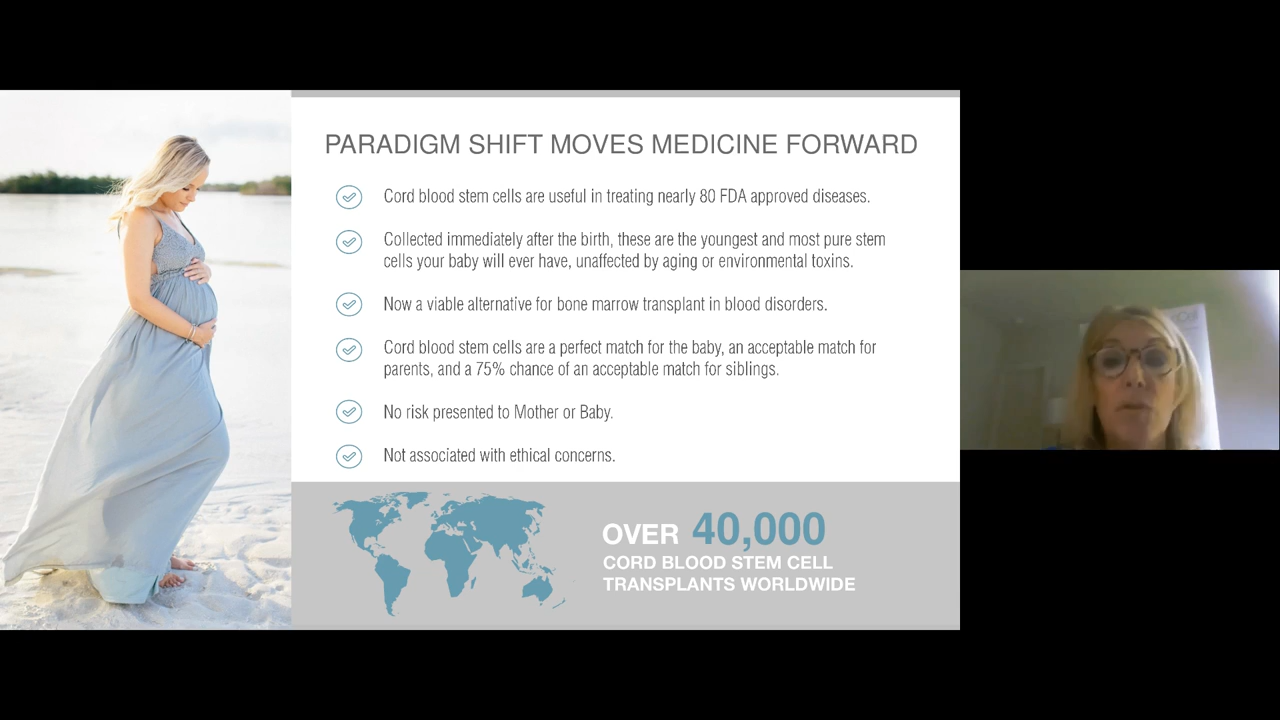 PARADIGM SHIFT MOVES MEDICINE FORWARD
Cord blood stem cells are useful in treating nearly 80 FDA approved diseases.
Collected immediately after the birth, these are the youngest and most pure stem
cells your baby will ever have, unaffected by aging or environmental toxins.
Now a viable alternative for bone marrow transplant in blood disorders.
Cord blood stem cells are a perfect match for the baby, an acceptable match for
parents, and a 75% chance of an acceptable match for siblings.
No risk presented to Mother or Baby.
Not associated with ethical concerns.
OVER 40,000
CORD BLOOD STEM CELL
TRANSPLANTS WORLDWIDE